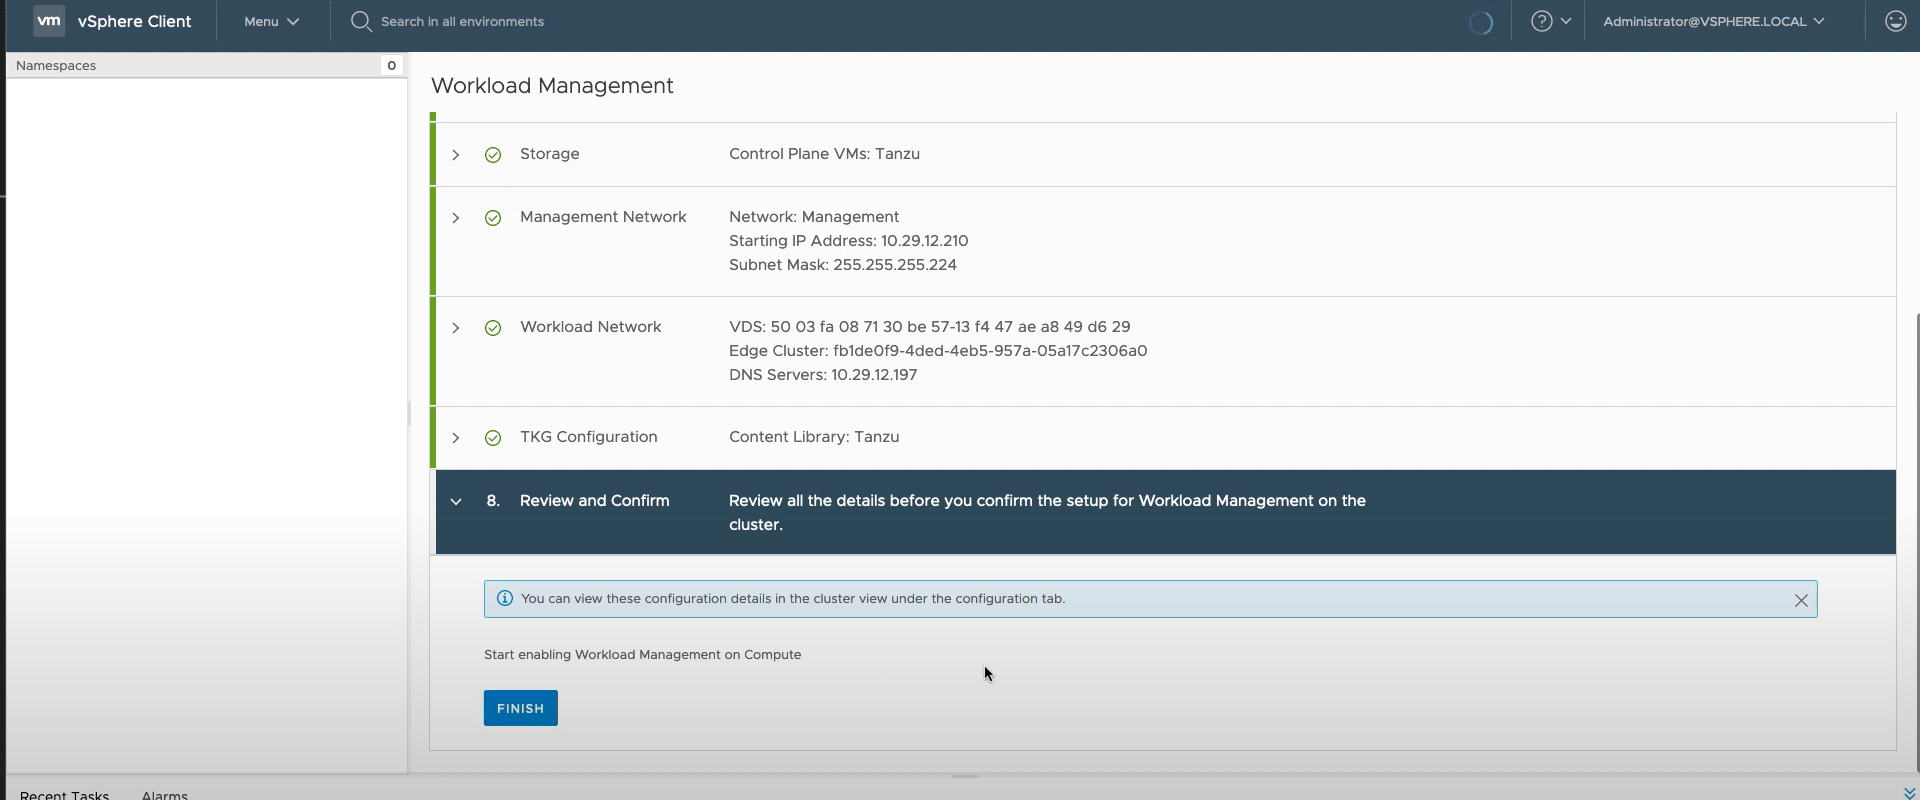 vm vSphere Client Menu Search in all environments Administrator@VSPHERE.LOCAL
Namespaces 0
Workload Management
Storage Control Plane VMs: Tanzu
Management Network Network: Management
Starting IP Address: 10.29.12.210
Subnet Mask: 255.255.255.224
Workload Network VDS: 50 03 fa 08 71 30 be 57-13 f4 47 ae a8 49 d6 29
Edge Cluster: fb1de0f9-4ded-4eb5-957a-05a17c2306a0
DNS Servers: 10.29.12.197
TKG Configuration Content Library: Tanzu
8. Review and Confirm Review all the details before you confirm the setup for Workload Management on the
cluster.
You can view these configuration details in the cluster view under the configuration tab.
Start enabling Workload Management on Compute
FINISH
Recent Tasks Alarms